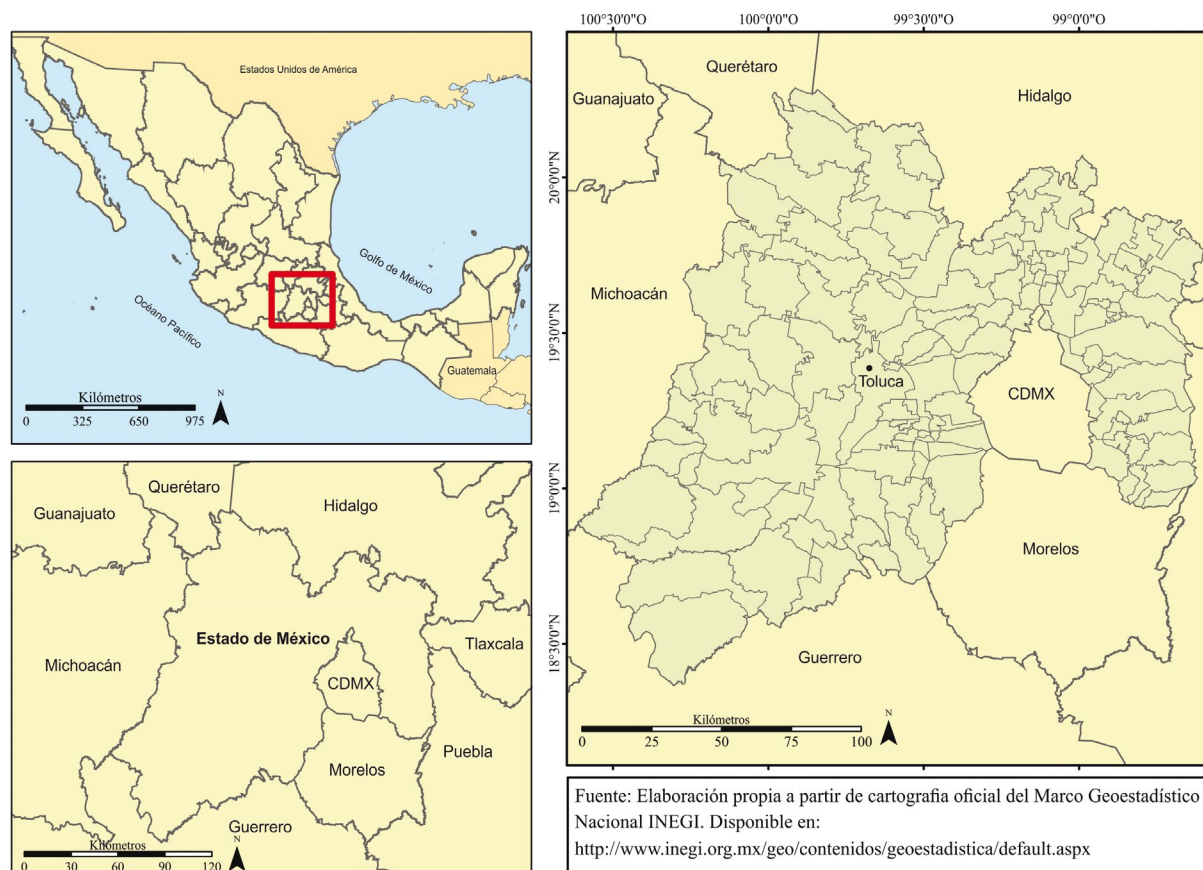 Estados Unidos de América
Golfo de México
Océano Pacífico
Guatemala
Kilómetros
0 325 650 975
N
Querétaro
Guanajuato
Hidalgo
Estado de México
Tlaxcala
Michoacán
CDMX
Puebla
Morelos
Guerrero
Kilómetros
0 30 60 90 120
N
100°30'0"N 100°0'0"N 99°30'0"N 99°0'0"N
20°0'0"N
19°30'0"N
19°0'0"N
18°30'0"N
Querétaro
Guanajuato
Hidalgo
Michoacán
Toluca
CDMX
Morelos
Guerrero
Kilómetros
0 25 50 75 100
N
Fuente: Elaboración propia a partir de cartografia oficial del Marco Geoestadístico
Nacional INEGI. Disponible en:
http://www.inegi.org.mx/geo/contenidos/geoestadistica/default.aspx